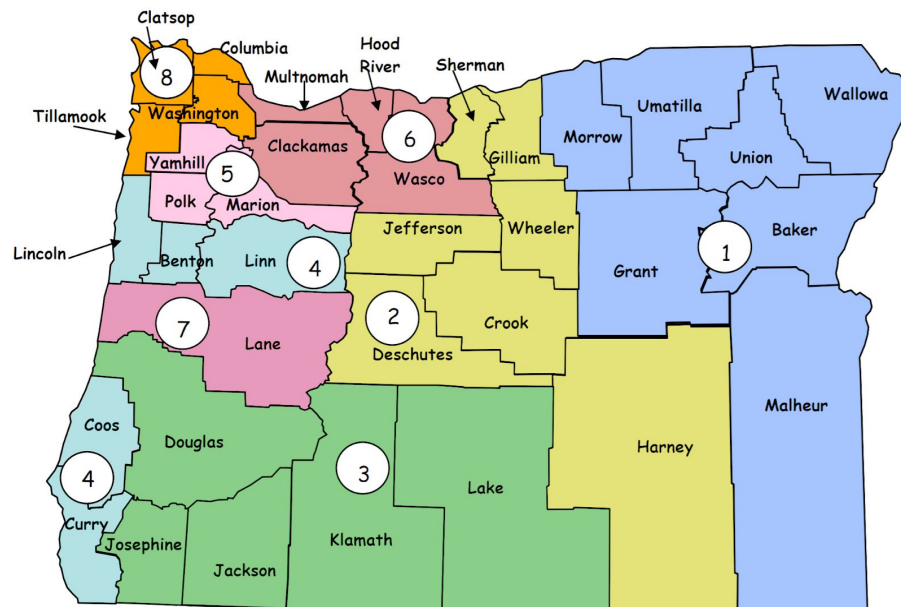 Clatsop
Columbia
Hood
River
Sherman
Multnomah
8
Tillamook
Washington
Umatilla
Wallowa
Morrow
6
Clackamas
Gilliam
Union
Yamhill
5
Wasco
Polk
Marion
Jefferson
Wheeler
Baker
1
Lincoln
Benton
Linn
4
Grant
7
2
Crook
Lane
Deschutes
Malheur
Coos
Douglas
Harney
3
4
Lake
Curry
Josephine
Klamath
Jackson